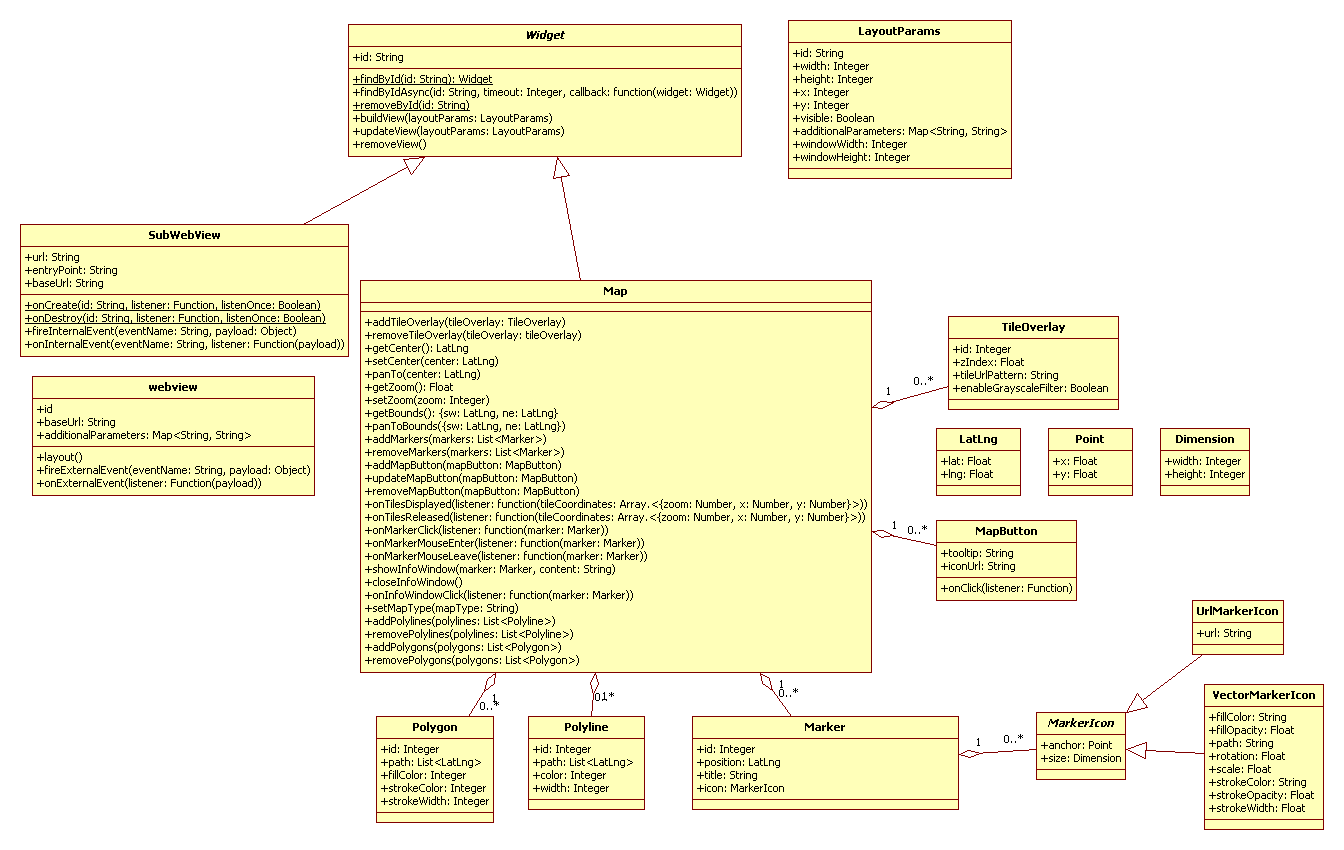 Widget
+id: String
+findById(id: String): Widget
+findByIdAsync(id: String, timeout: Integer, callback: function(widget: Widget))
+removeById(id: String)
+buildView(layoutParams: LayoutParams)
+updateView(layoutParams: LayoutParams)
+removeView()
LayoutParams
+id: String
+width: Integer
+height: Integer
+x: Integer
+y: Integer
+visible: Boolean
+additionalParameters: Map<String, String>
+windowWidth: Integer
+windowHeight: Integer
SubWebView
+url: String
+entryPoint: String
+baseUrl: String
+onCreate(id: String, listener: Function, listenOnce: Boolean)
+onDestroy(id: String, listener: Function, listenOnce: Boolean)
+fireInternalEvent(eventName: String, payload: Object)
+onInternalEvent(eventName: String, listener: Function(payload))
webview
+id
+baseUrl: String
+additionalParameters: Map<String, String>
+layout()
+fireExternalEvent(eventName: String, payload: Object)
+onExternalEvent(listener: Function(payload))
Map
+addTileOverlay(tileOverlay: TileOverlay)
+removeTileOverlay(tileOverlay: tileOverlay)
+getCenter(): LatLng
+setCenter(center: LatLng)
+panTo(center: LatLng)
+getZoom(): Float
+setZoom(zoom: Integer)
+getBounds(): {sw: LatLng, ne: LatLng}
+panToBounds({sw: LatLng, ne: LatLng})
+addMarkers(markers: List<Marker>)
+removeMarkers(markers: List<Marker>)
+addMapButton(mapButton: MapButton)
+updateMapButton(mapButton: MapButton)
+removeMapButton(mapButton: MapButton)
+onTilesDisplayed(listener: function(tileCoordinates: Array.<{zoom: Number, x: Number, y: Number}>))
+onTilesReleased(listener: function(tileCoordinates: Array.<{zoom: Number, x: Number, y: Number}>))
+onMarkerClick(listener: function(marker: Marker))
+onMarkerMouseEnter(listener: function(marker: Marker))
+onMarkerMouseLeave(listener: function(marker: Marker))
+showInfoWindow(marker: Marker, content: String)
+closeInfoWindow()
+onInfoWindowClick(listener: function(marker: Marker))
+setMapType(mapType: String)
+addPolylines(polylines: List<Polyline>)
+removePolylines(polylines: List<Polyline>)
+addPolygons(polygons: List<Polygon>)
+removePolygons(polygons: List<Polygon>)
1
0..*
TileOverlay
+id: Integer
+zIndex: Float
+tileUrlPattern: String
+enableGrayscaleFilter: Boolean
LatLng
+lat: Float
+lng: Float
Point
+x: Float
+y: Float
Dimension
+width: Integer
+height: Integer
1
0..*
MapButton
+tooltip: String
+iconUrl: String
+onClick(listener: Function)
1
0..*
0..*
1
0..*
Polygon
+id: Integer
+path: List<LatLng>
+fillColor: Integer
+strokeColor: Integer
+strokeWidth: Integer
Polyline
+id: Integer
+path: List<LatLng>
+color: Integer
+width: Integer
Marker
+id: Integer
+position: LatLng
+title: String
+icon: MarkerIcon
1
0..*
MarkerIcon
+anchor: Point
+size: Dimension
UrlMarkerIcon
+url: String
VectorMarkerIcon
+fillColor: String
+fillOpacity: Float
+path: String
+rotation: Float
+scale: Float
+strokeColor: String
+strokeOpacity: Float
+strokeWidth: Float